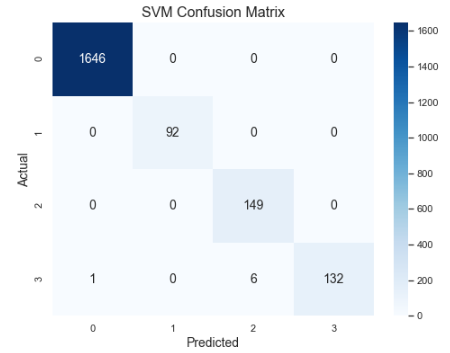 SVM Confusion Matrix
0 1646 0 0 0
1 0 92 0 0
2 0 0 149 0
3 1 0 6 132
0 1 2 3
Predicted
Actual
1600
1400
1200
1000
800
600
400
200
0